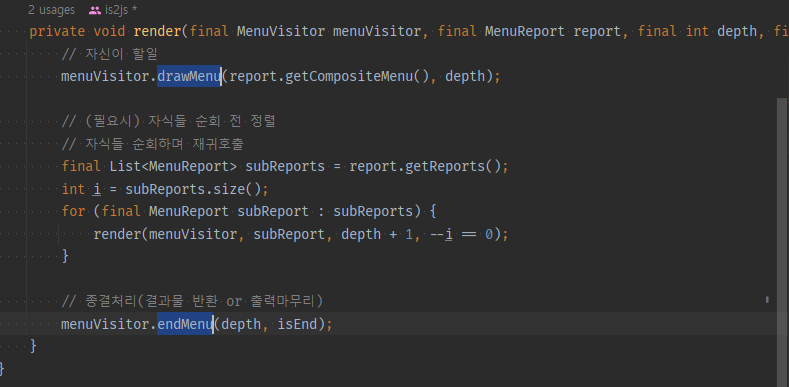 2 usages is2js *
private void render(final MenuVisitor menuVisitor, final MenuReport report, final int depth, fi
// 자신이 할일
menuVisitor.drawMenu(report.getCompositeMenu(), depth);
// (필요시) 자식들 순회 전 정렬
// 자식들 순회하며 재귀호출
final List<MenuReport> subReports = report.getReports();
int i = subReports.size();
for (final MenuReport subReport : subReports) {
render(menuVisitor, subReport, depth + 1, --i == 0);
}
// 종결처리(결과물 반환 or 출력마무리)
menuVisitor.endMenu(depth, isEnd);
}
}